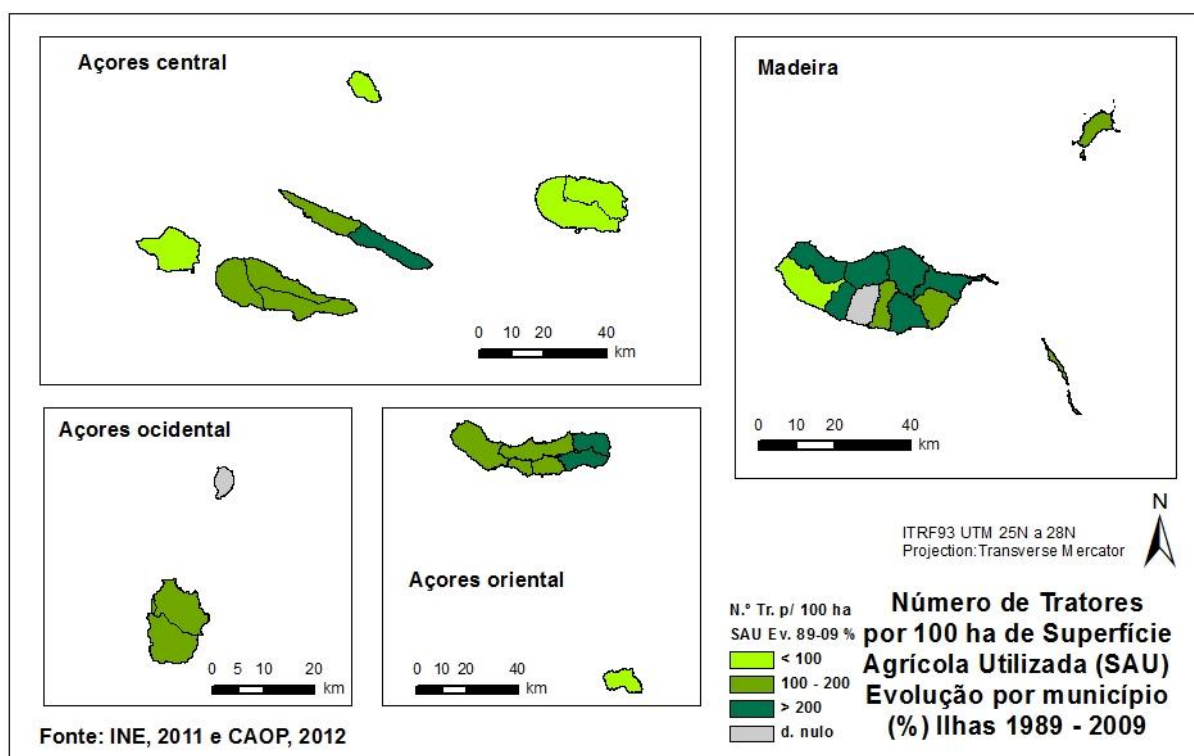 Açores central
0 10 20 40
km
Madeira
0 10 20 40
km
Açores ocidental
0 5 10 20
km
Açores oriental
0 10 20 40
km
N
ITRF93 UTM 25N a 28N
Projection: Transverse Mercator
N.º Tr. p/ 100 ha
SAU Ev. 89-09 %
< 100
100 - 200
> 200
d. nulo
Número de Tratores
por 100 ha de Superfície
Agrícola Utilizada (SAU)
Evolução por município
(%) Ilhas 1989 - 2009
Fonte: INE, 2011 e CAOP, 2012